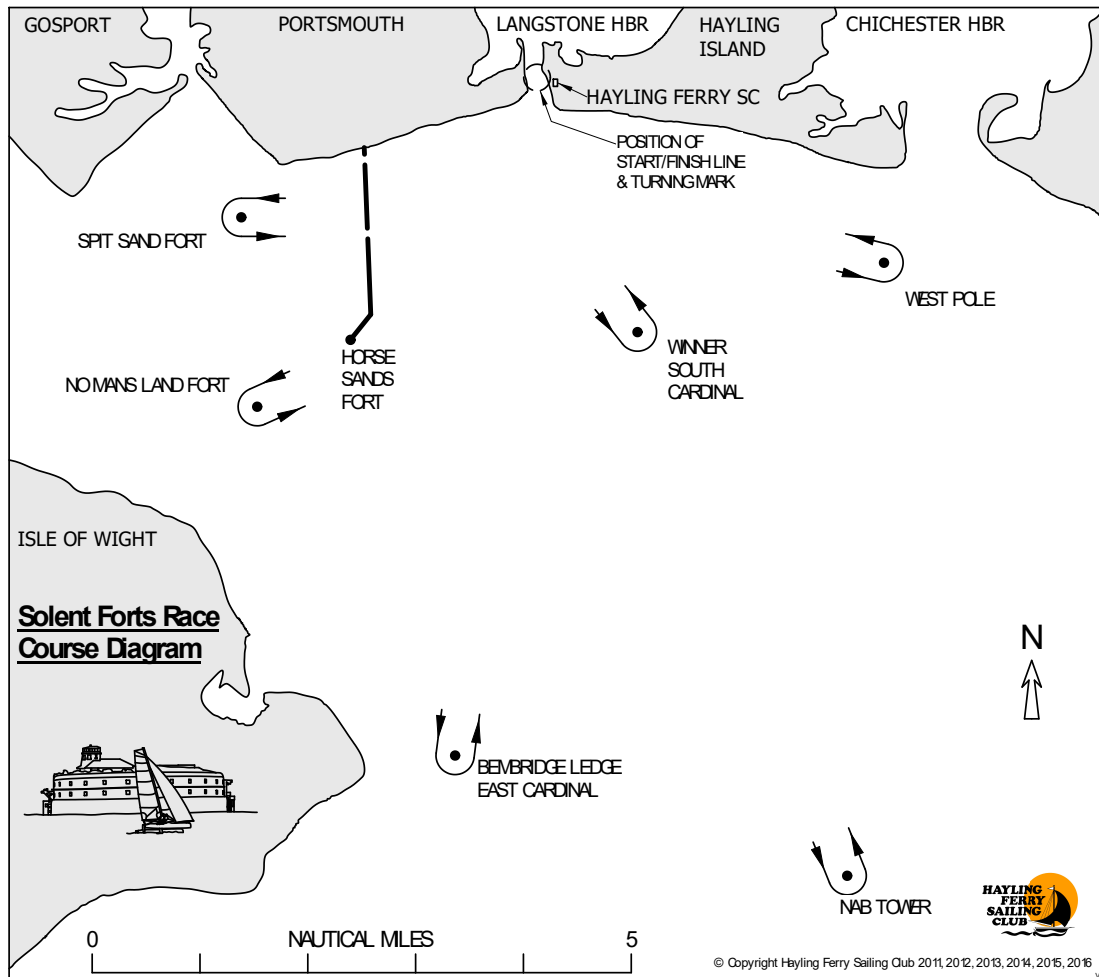 GOSPORT
PORTSMOUTH
LANGSTONE HBR
HAYLING
ISLAND
CHICHESTER HBR
HAYLING FERRY SC
POSITION OF
START/FINISH LINE
& TURNING MARK
SPIT SAND FORT
WEST POLE
HORSE
SANDS
FORT
WINNER
SOUTH
CARDINAL
NO MANS LAND FORT
ISLE OF WIGHT
Solent Forts Race
Course Diagram
N
BEMBRIDGE LEDGE
EAST CARDINAL
NAB TOWER
HAYLING
FERRY
SAILING
CLUB
0
NAUTICAL MILES
5
© Copyright Hayling Ferry Sailing Club 2011, 2012, 2013, 2014, 2015, 2016